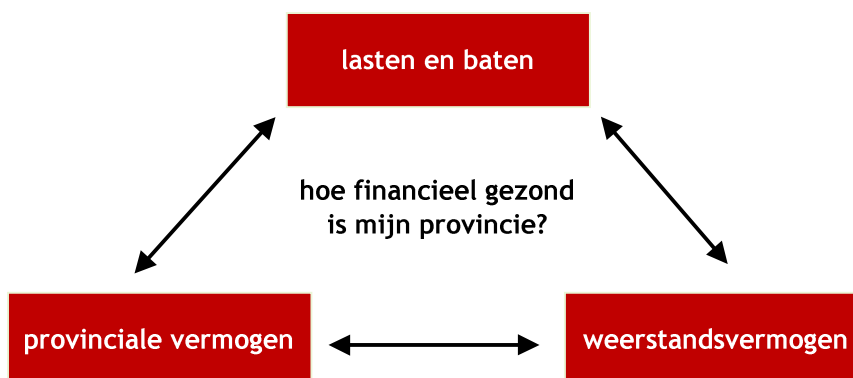 lasten en baten
hoe financieel gezond
is mijn provincie?
provinciale vermogen
weerstandsvermogen